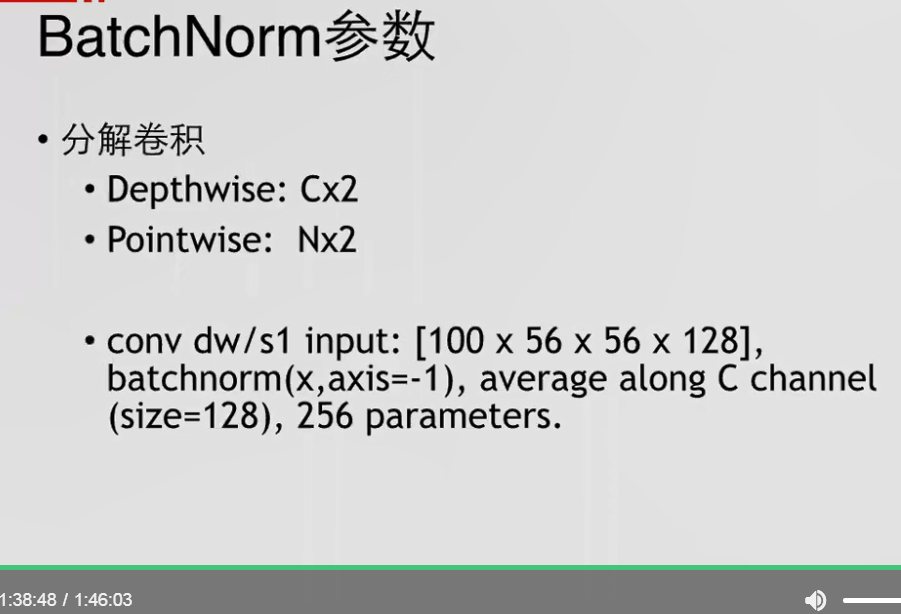 BatchNorm参数
• 分解卷积
• Depthwise: Cx2
• Pointwise: Nx2
• conv dw/s1 input: [100 x 56 x 56 x 128],
batchnorm(x,axis=-1), average along C channel
(size=128), 256 parameters.
1:38:48 / 1:46:03